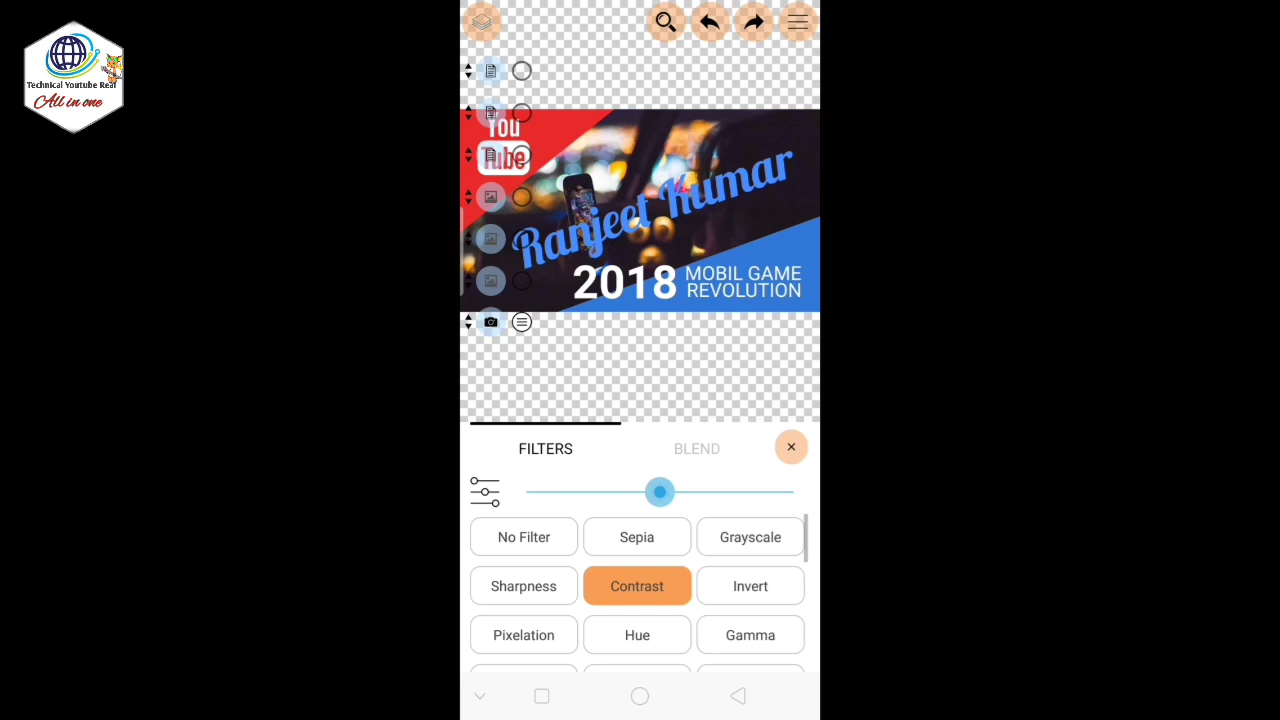 Technical Youtube Real
All in one
You
Tube
Ranjeet Kumar
2018 MOBIL GAME
REVOLUTION
FILTERS BLEND
No Filter Sepia Grayscale
Sharpness Contrast Invert
Pixelation Hue Gamma